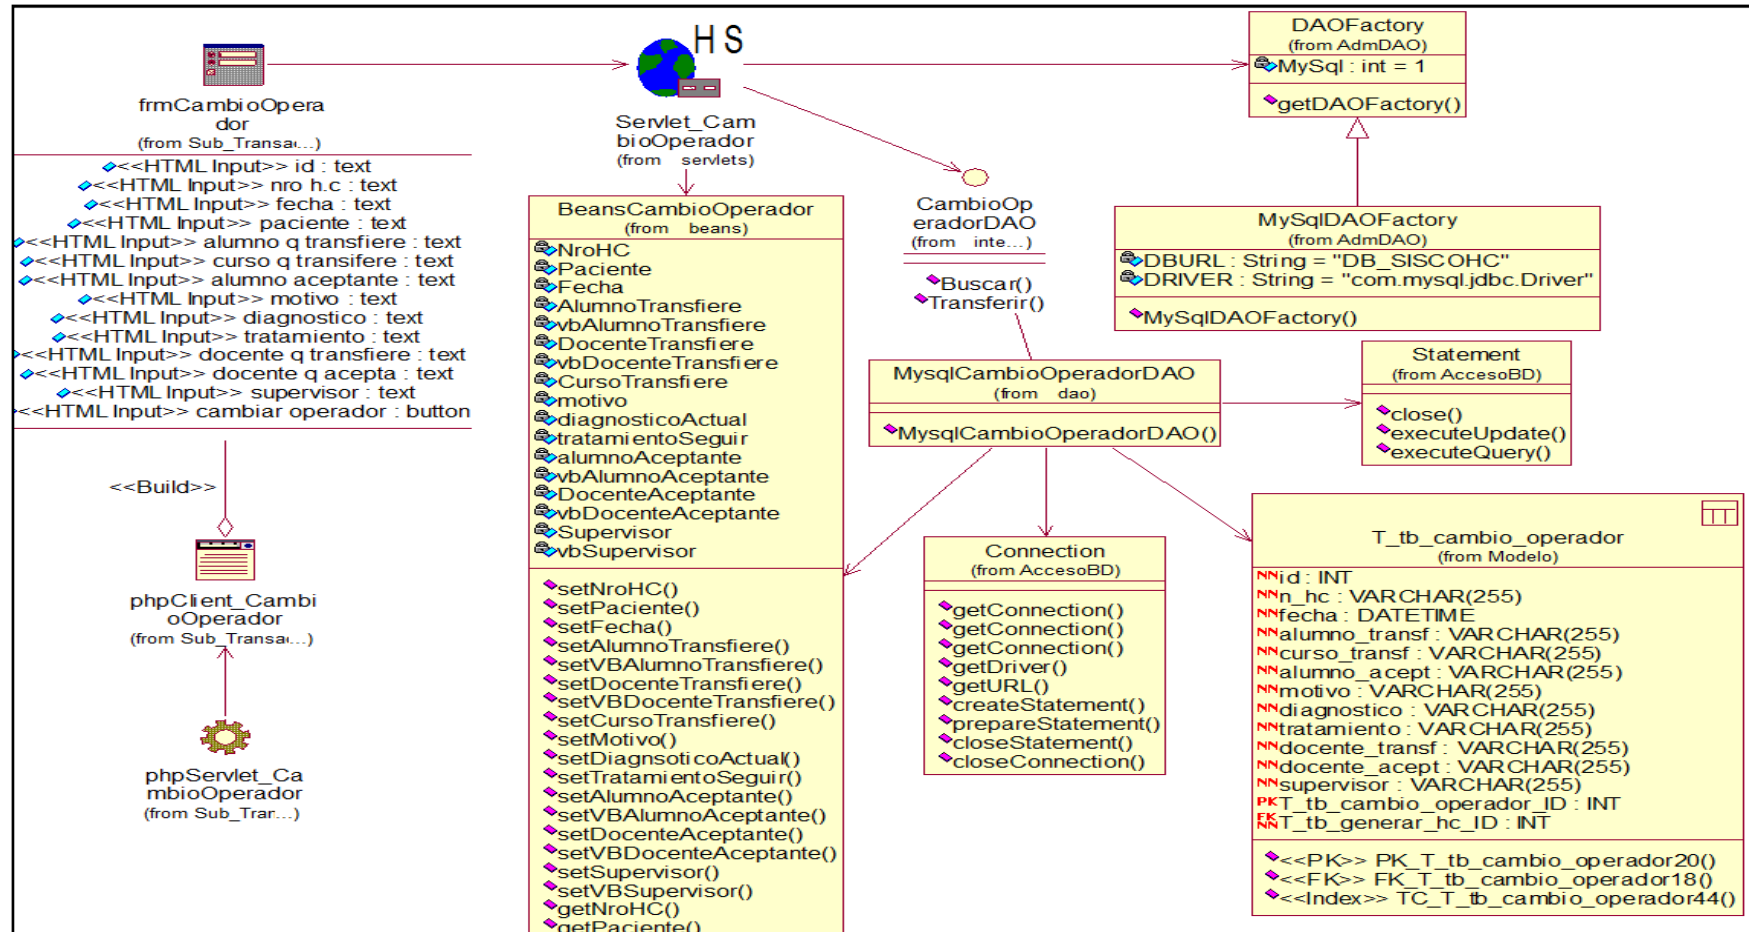 frmCambioOpera
dor
(from Sub_Transa...)
<<HTML Input>> id : text
<<HTML Input>> nro h.c : text
<<HTML Input>> fecha : text
<<HTML Input>> paciente : text
<<HTML Input>> alumno q transfiere : text
<<HTML Input>> curso q transifere : text
<<HTML Input>> alumno aceptante : text
<<HTML Input>> motivo : text
<<HTML Input>> diagnostico : text
<<HTML Input>> tratamiento : text
<<HTML Input>> docente q transfiere : text
<<HTML Input>> docente q acepta : text
<<HTML Input>> supervisor : text
<<HTML Input>> cambiar operador : button
<<Build>>
phpClient_Cambi
oOperador
(from Sub_Transa...)
phpServlet_Ca
mbioOperador
(from Sub_Tran...)
H S
Servlet_Cam
bioOperador
(from servlets)
BeansCambioOperador
(from beans)
NroHC
Paciente
Fecha
AlumnoTransfiere
vbAlumnoTransfiere
DocenteTransfiere
vbDocenteTransfiere
CursoTransfiere
motivo
diagnosticoActual
tratamientoSeguir
alumnoAceptante
vbAlumnoAceptante
DocenteAceptante
vbDocenteAceptante
Supervisor
vbSupervisor
setNroHC()
setPaciente()
setFecha()
setAlumnoTransfiere()
setVBAlumnoTransfiere()
setDocenteTransfiere()
setVBDocenteTransfiere()
setCursoTransfiere()
setMotivo()
setDiagnsoticoActual()
setTratamientoSeguir()
setAlumnoAceptante()
setVBAlumnoAceptante()
setDocenteAceptante()
setVBDocenteAceptante()
setSupervisor()
setVBSupervisor()
getNroHC()
getPaciente()
CambioOp
eradorDAO
(from inte...)
Buscar()
Transferir()
MysqlCambioOperadorDAO
(from dao)
MysqlCambioOperadorDAO()
Connection
(from AccesoBD)
getConnection()
getConnection()
getConnection()
getDriver()
getURL()
createStatement()
prepareStatement()
closeStatement()
closeConnection()
DAOFactory
(from AdmDAO)
MySql : int = 1
getDAOFactory()
MySqlDAOFactory
(from AdmDAO)
DBURL : String = "DB_SISCOHC"
DRIVER : String = "com.mysql.jdbc.Driver"
MySqlDAOFactory()
Statement
(from AccesoBD)
close()
executeUpdate()
executeQuery()
T_tb_cambio_operador
(from Modelo)
NN id : INT
NN n_hc : VARCHAR(255)
NN fecha : DATETIME
NN alumno_transf : VARCHAR(255)
NN curso_transf : VARCHAR(255)
NN alumno_acept : VARCHAR(255)
NN motivo : VARCHAR(255)
NN diagnostico : VARCHAR(255)
NN tratamiento : VARCHAR(255)
NN docente_transf : VARCHAR(255)
NN docente_acept : VARCHAR(255)
NN supervisor : VARCHAR(255)
PK T_tb_cambio_operador_ID : INT
FK NN T_tb_generar_hc_ID : INT
<<PK>> PK_T_tb_cambio_operador20()
<<FK>> FK_T_tb_cambio_operador18()
<<Index>> TC_T_tb_cambio_operador44()